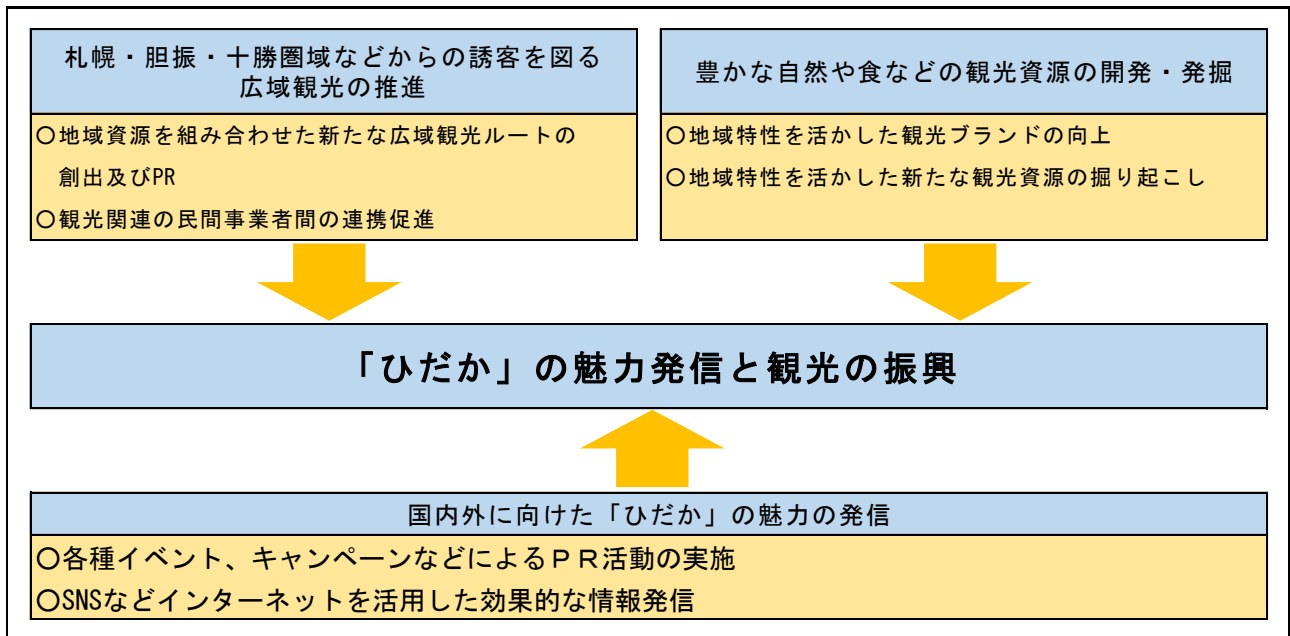 札幌・胆振・十勝圏域などからの誘客を図る
広域観光の推進
〇地域資源を組み合わせた新たな広域観光ルートの
創出及びPR
〇観光関連の民間事業者間の連携促進
豊かな自然や食などの観光資源の開発・発掘
〇地域特性を活かした観光ブランドの向上
〇地域特性を活かした新たな観光資源の掘り起こし
「ひだか」の魅力発信と観光の振興
国内外に向けた「ひだか」の魅力の発信
〇各種イベント、キャンペーンなどによるＰＲ活動の実施
〇SNSなどインターネットを活用した効果的な情報発信